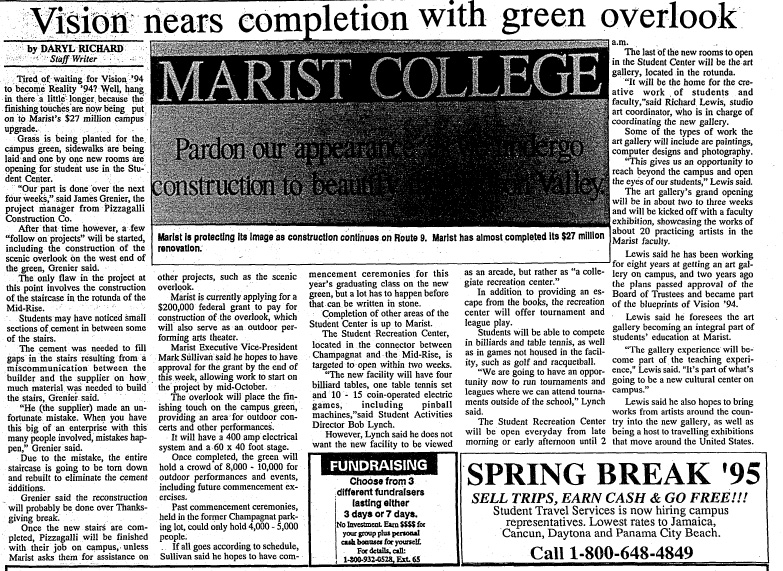 Vision nears completion with green overlook
by DARYL RICHARD
Staff Writer
Tired of waiting for Vision '94
to become Reality '94? Well, hang
in there a little longer because the
finishing touches are now being put
on to Marist's $27 million campus
upgrade.
Grass is being planted for the
campus green, sidewalks are being
laid and one by one new rooms are
opening for student use in the Stu-
dent Center.
"Our part is done over the next
four weeks," said James Grenier, the
project manager from Pizzagalli
Construction Co.
After that time however, a few
"follow on projects" will be started,
including the construction of the
scenic overlook on the west end of
the green, Grenier said.
The only flaw in the project at
this point involves the construction
of the staircase in the rotunda of the
Mid-Rise.
Students may have noticed small
sections of cement in between some
of the stairs.
The cement was needed to fill
gaps in the stairs resulting from a
miscommunication between the
builder and the supplier on how
much material was needed to build
the stairs, Grenier said.
"He (the supplier) made an un-
fortunate mistake. When you have
this big of an enterprise with this
many people involved, mistakes hap-
pen," Grenier said.
Due to the mistake, the entire
staircase is going to be torn down
and rebuilt to eliminate the cement
additions.
Grenier said the reconstruction
will probably be done over Thanks-
giving break.
Once the new stairs are com-
pleted, Pizzagalli will be finished
with their job on campus, unless
Marist asks them for assistance on
MARIST COLLEGE
Pardon our appearance
construction to
Valley
Marist is protecting its image as construction continues on Route 9. Marist has almost completed its $27 million
renovation.
other projects, such as the scenic
overlook.
Marist is currently applying for a
$200,000 federal grant to pay for
construction of the overlook, which
will also serve as an outdoor per-
forming arts theater.
Marist Executive Vice-President
Mark Sullivan said he hopes to have
approval for the grant by the end of
this week, allowing work to start on
the project by mid-October.
The overlook will place the fin-
ishing touch on the campus green,
providing an area for outdoor con-
certs and other performances.
It will have a 400 amp electrical
system and a 60 x 40 foot stage.
Once completed, the green will
hold a crowd of 8,000 - 10,000 for
outdoor performances and events,
including future commencement ex-
ercises.
Past commencement ceremonies,
held in the former Champagnat park-
ing lot, could only hold 4,000 - 5,000
people.
If all goes according to schedule,
Sullivan said he hopes to have com-
mencement ceremonies for this
year's graduating class on the new
green, but a lot has to happen before
that can be written in stone.
Completion of other areas of the
Student Center is up to Marist.
The Student Recreation Center,
located in the connector between
Champagnat and the Mid-Rise, is
targeted to open within two weeks.
"The new facility will have four
billiard tables, one table tennis set
and 10 - 15 coin-operated electric
games, including pinball
machines,"said Student Activities
Director Bob Lynch.
However, Lynch said he does not
want the new facility to be viewed
as an arcade, but rather as "a colle-
giate recreation center."
In addition to providing an es-
cape from the books, the recreation
center will offer tournament and
league play.
Students will be able to compete
in billiards and table tennis, as well
as in games not housed in the facil-
ity, such as golf and racquetball.
"We are going to have an oppor-
tunity now to run tournaments and
leagues where we can attend tourna-
ments outside of the school," Lynch
said.
The Student Recreation Center
will be open everyday from late
morning or early afternoon until 2
a.m.
The last of the new rooms to open
in the Student Center will be the art
gallery, located in the rotunda.
"It will be the home for the cre-
ative work of students and
faculty,"said Richard Lewis, studio
art coordinator, who is in charge of
coordinating the new gallery.
Some of the types of work the
art gallery will include are paintings,
computer designs and photography.
"This gives us an opportunity to
reach beyond the campus and open
the eyes of our students," Lewis said.
The art gallery's grand opening
will be in about two to three weeks
and will be kicked off with a faculty
exhibition, showcasing the works of
about 20 practicing artists in the
Marist faculty.
Lewis said he has been working
for eight years at getting an art gal-
lery on campus, and two years ago
the plans passed approval of the
Board of Trustees and became part
of the blueprints of Vision '94.
Lewis said he foresees the art
gallery becoming an integral part of
students' education at Marist.
"The gallery experience will be-
come part of the teaching experi-
ence," Lewis said. "It's part of what's
going to be a new cultural center on
campus."
Lewis said he also hopes to bring
works from artists around the coun-
try into the new gallery, as well as
being a host to travelling exhibitions
that move around the United States.
FUNDRAISING
Choose from 3
different fundraisers
lasting either
3 days or 7 days.
No Investment. Earn $$$$ for
your group plus personal
cash bonuses for yourself.
For details, call:
1-800-932-0528, Ext. 65
SPRING BREAK '95
SELL TRIPS, EARN CASH & GO FREE!!!
Student Travel Services is now hiring campus
representatives. Lowest rates to Jamaica,
Cancun, Daytona and Panama City Beach.
Call 1-800-648-4849